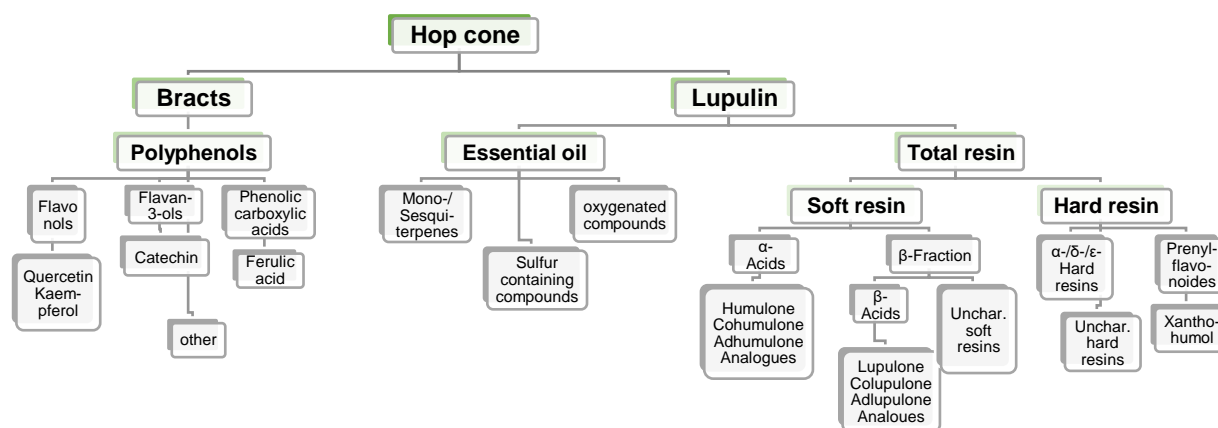 Hop cone
Bracts
Lupulin
Polyphenols
Essential oil
Total resin
Flavo
nols
Flavan-
3-ols
Phenolic
carboxylic
acids
Mono-/
Sesqui-
terpenes
oxygenated
compounds
Soft resin
Hard resin
Quercetin
Kaem-
pferol
Catechin
Ferulic
acid
other
Sulfur
containing
compounds
α-
Acids
β-Fraction
α-/δ-/ε-
Hard
resins
Prenyl-
flavo-
noides
Humulone
Cohumulone
Adhumulone
Analogues
β-
Acids
Unchar.
soft
resins
Unchar.
hard
resins
Xantho-
humol
Lupulone
Colupulone
Adlupulone
Analoues